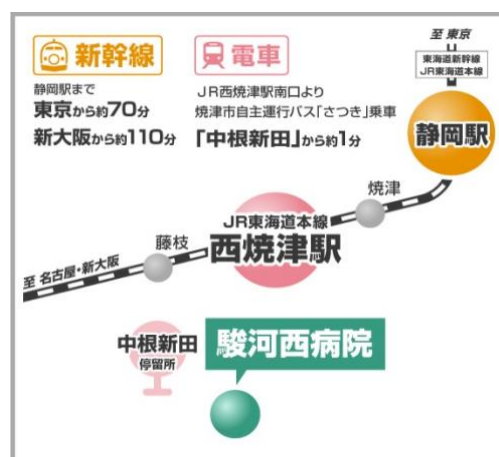 新幹線
静岡駅まで
東京から約70分
新大阪から約110分
電車
JR西焼津駅南口より
焼津市自主運行バス「さつき」乗車
「中根新田」から約1分
至 東京
東海道新幹線
JR東海道本線
静岡駅
焼津
JR東海道本線
西焼津駅
藤枝
至 名古屋・新大阪
中根新田
停留所
駿河西病院